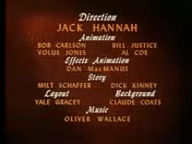 Direction
JACK HANNAH
Animation
BOB CARLSON BILL JUSTICE
VOLUS JONES AL COE
Effects Animation
DAN MACMANUS
Story
MILT SCHAFFER DICK KINNEY
Layout Background
YALE GRACEY CLAUDE COATS
Music
OLIVER WALLACE